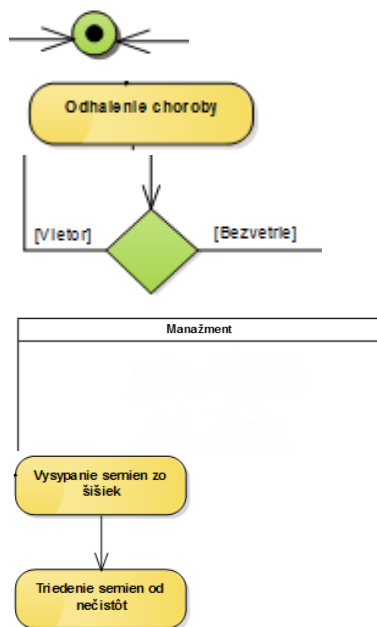 Odhalenie choroby
[Vietor]
[Bezvetrie]
Manažment
Vysypanie semien zo
šišiek
Triedenie semien od
nečistôt